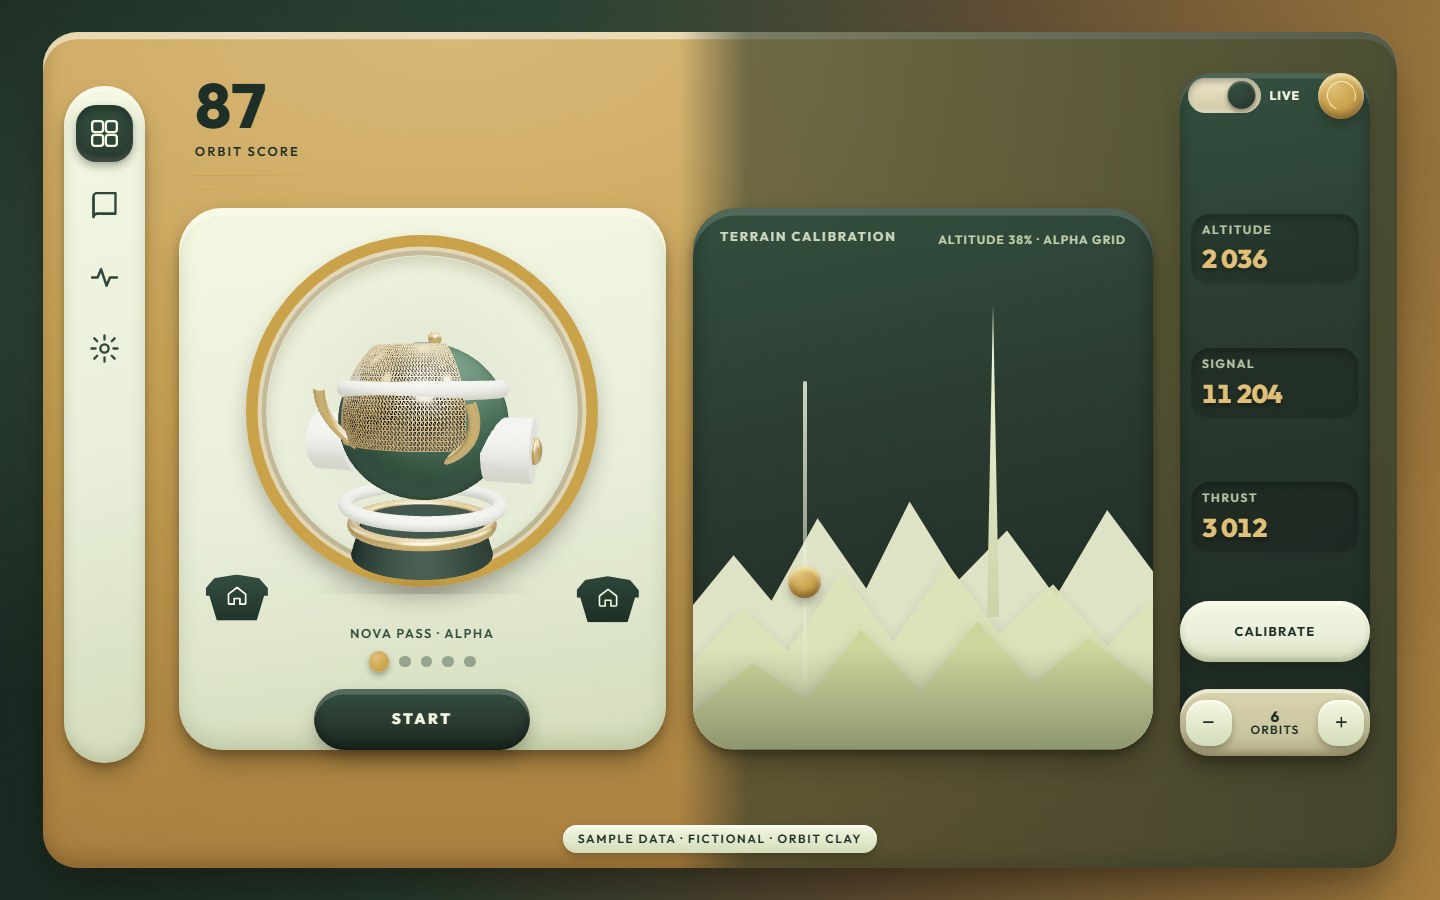 87
ORBIT SCORE
LIVE
TERRAIN CALIBRATION
ALTITUDE 38% · ALPHA GRID
ALTITUDE
2 036
SIGNAL
11 204
THRUST
3 012
NOVA PASS · ALPHA
START
CALIBRATE
−
6
ORBITS
+
SAMPLE DATA · FICTIONAL · ORBIT CLAY